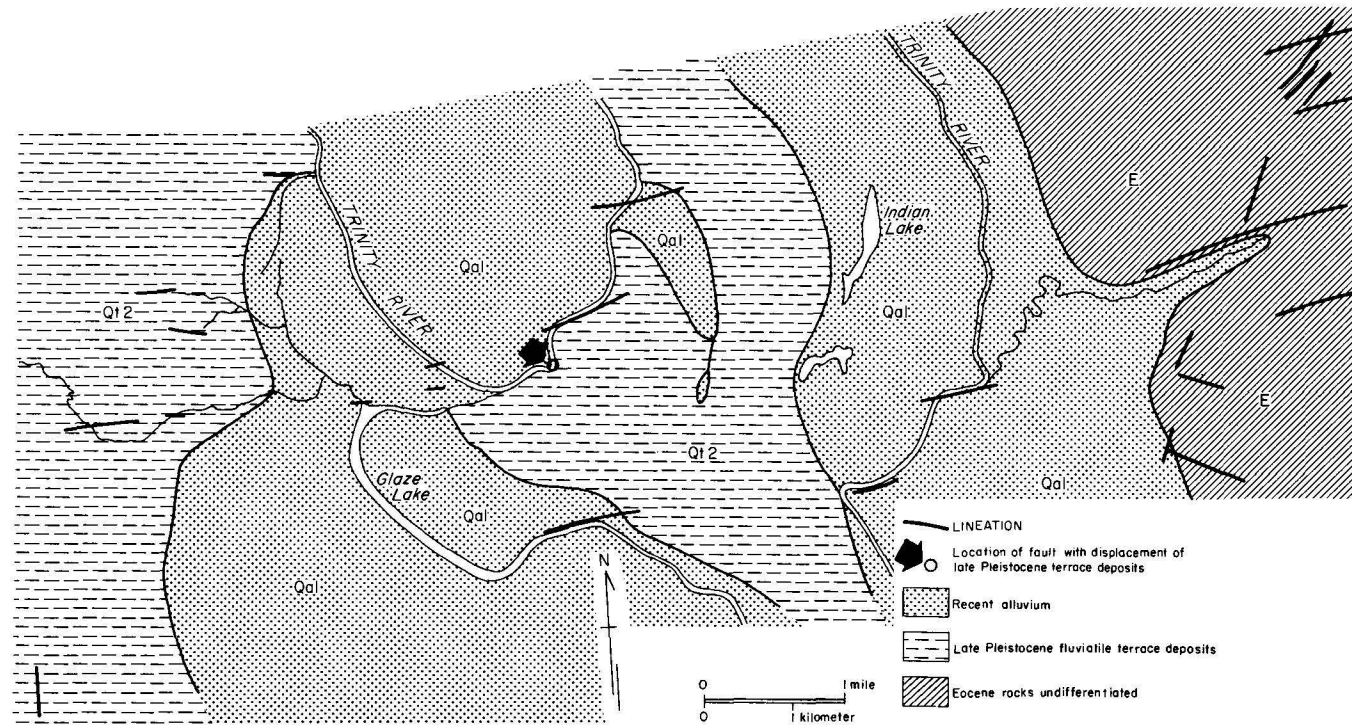 TRINITY
RIVER
Qal
Qal
Qt2
TRINITY
RIVER
Indian
Lake
Qal
E
E
Qt2
Glaze
Lake
Qal
Qal
Qal
N
LINEATION
Location of fault with displacement of
late Pleistocene terrace deposits
Recent alluvium
Late Pleistocene fluviatile terrace deposits
Eocene rocks undifferentiated
0 1 mile
0 1 kilometer